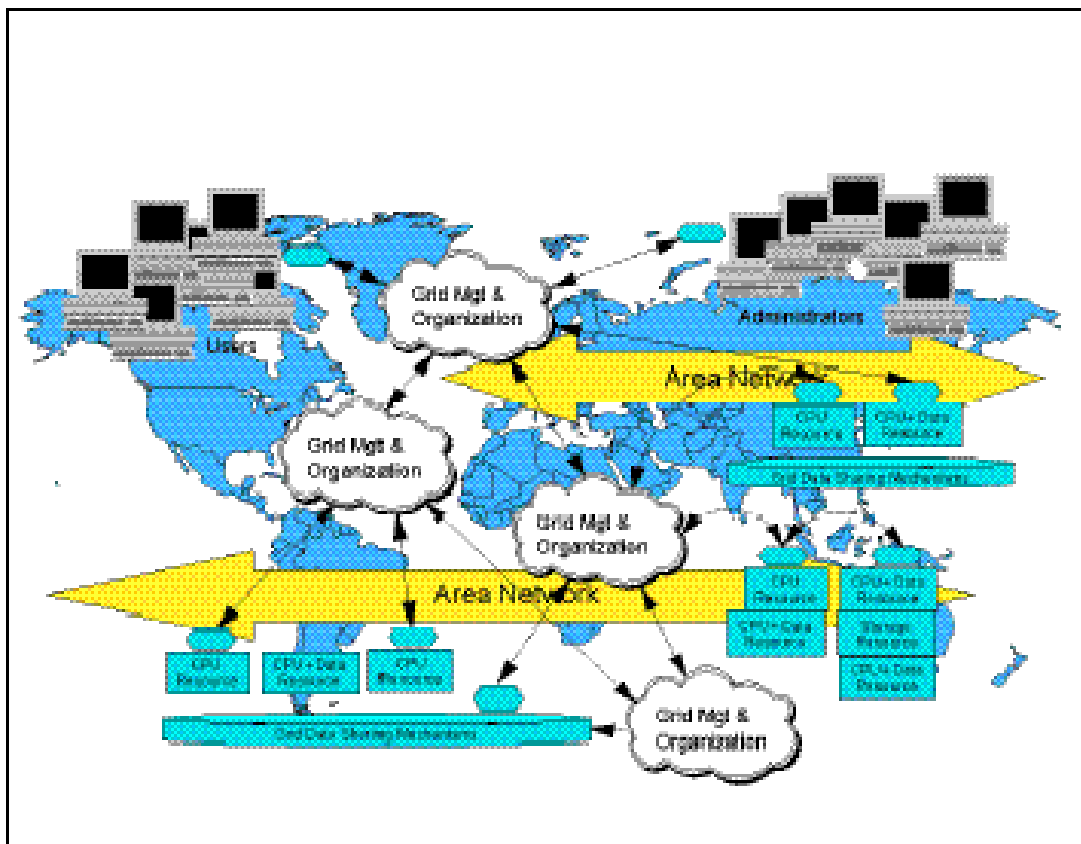 Grid Mgt &
Organization
Users
Administrators
Area Network
CPU
Resource
CPU+ Data
Resource
Grid Mgt &
Organization
Grid Data Sharing Mechanisms
Grid Mgt &
Organization
Area Network
CPU
Resource
CPU+ Data
Resource
CPU + Data
Resource
Storage
Resource
CPU+ Data
Resource
CPU
Resource
CPU + Data
Resource
CPU
Resource
Grid Data Sharing Mechanisms
Grid Mgt &
Organization